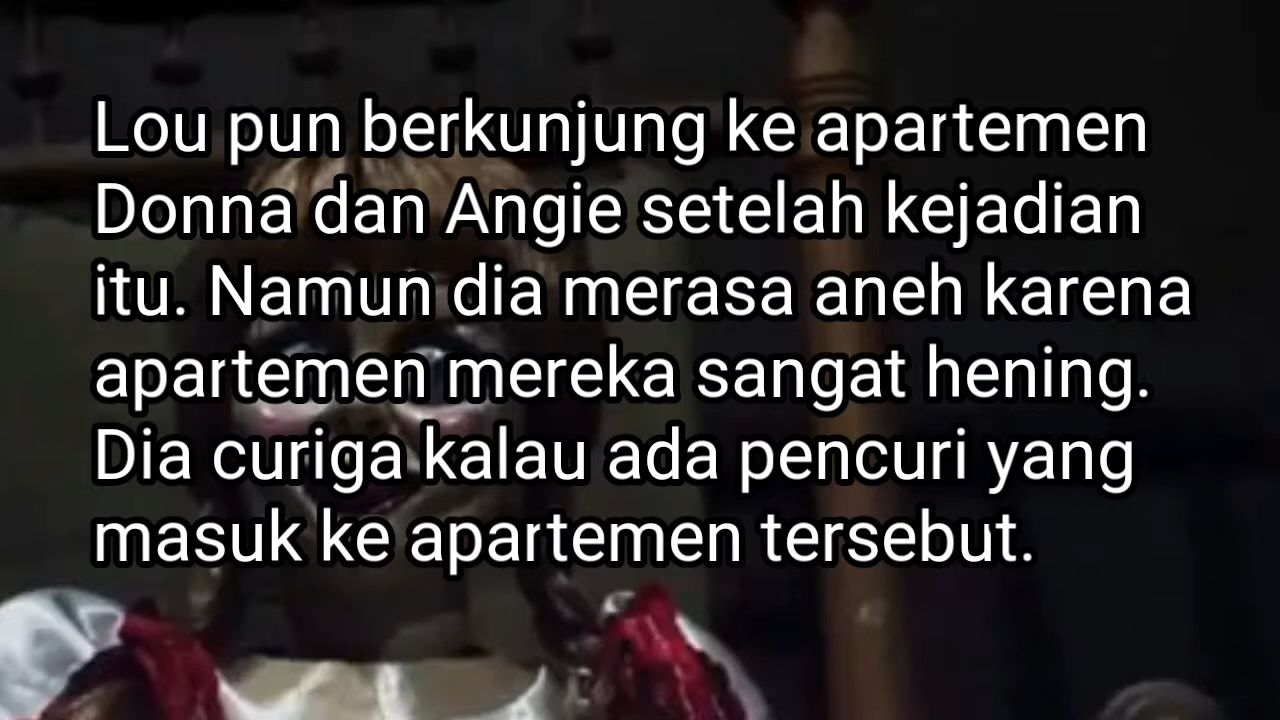 Lou pun berkunjung ke apartemen
Donna dan Angie setelah kejadian
itu. Namun dia merasa aneh karena
apartemen mereka sangat hening.
Dia curiga kalau ada pencuri yang
masuk ke apartemen tersebut.